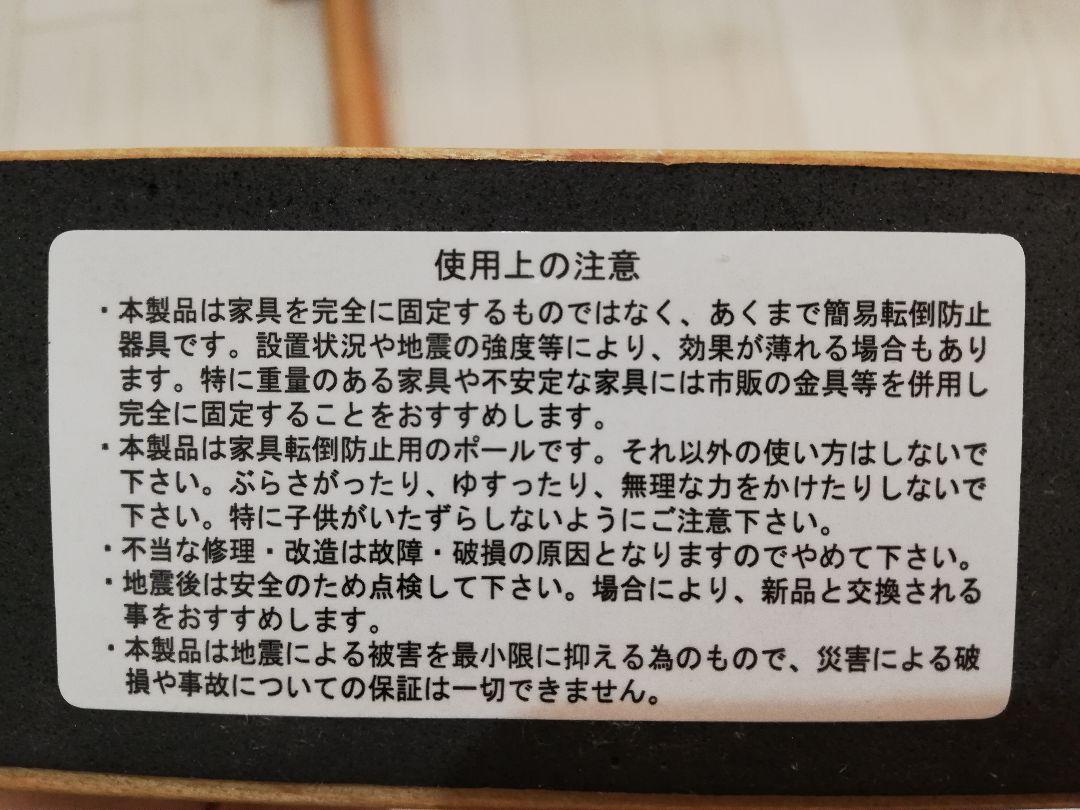 使用上の注意
・本製品は家具を完全に固定するものではなく、あくまで簡易転倒防止
器具です。設置状況や地震の強度等により、効果が薄れる場合もあり
ます。特に重量のある家具や不安定な家具には市販の金具等を併用し
完全に固定することをおすすめします。
・本製品は家具転倒防止用のポールです。それ以外の使い方はしないで
下さい。ぶらさがったり、ゆすったり、無理な力をかけたりしないで
下さい。特に子供がいたずらしないようにご注意下さい。
・不当な修理・改造は故障・破損の原因となりますのでやめて下さい。
・地震後は安全のため点検して下さい。場合により、新品と交換される
事をおすすめします。
・本製品は地震による被害を最小限に抑える為のもので、災害による破
損や事故についての保証は一切できません。